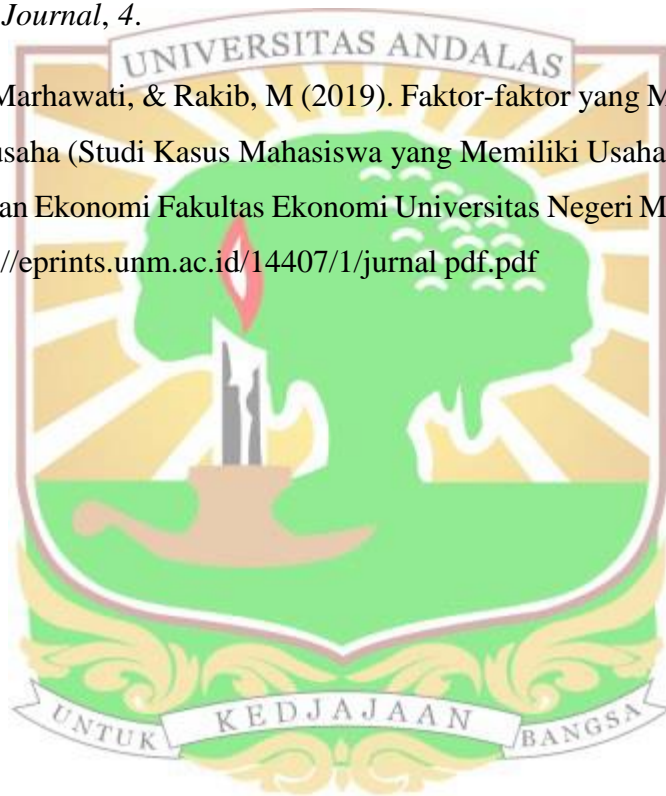 Journal, 4.
UNIVERSITAS ANDALAS
Marhawati, & Rakib, M (2019). Faktor-faktor yang M
usaha (Studi Kasus Mahasiswa yang Memiliki Usaha
an Ekonomi Fakultas Ekonomi Universitas Negeri M
//eprints.unm.ac.id/14407/1/jurnal pdf.pdf
UNTUK KEDJAJAAN BANGSA